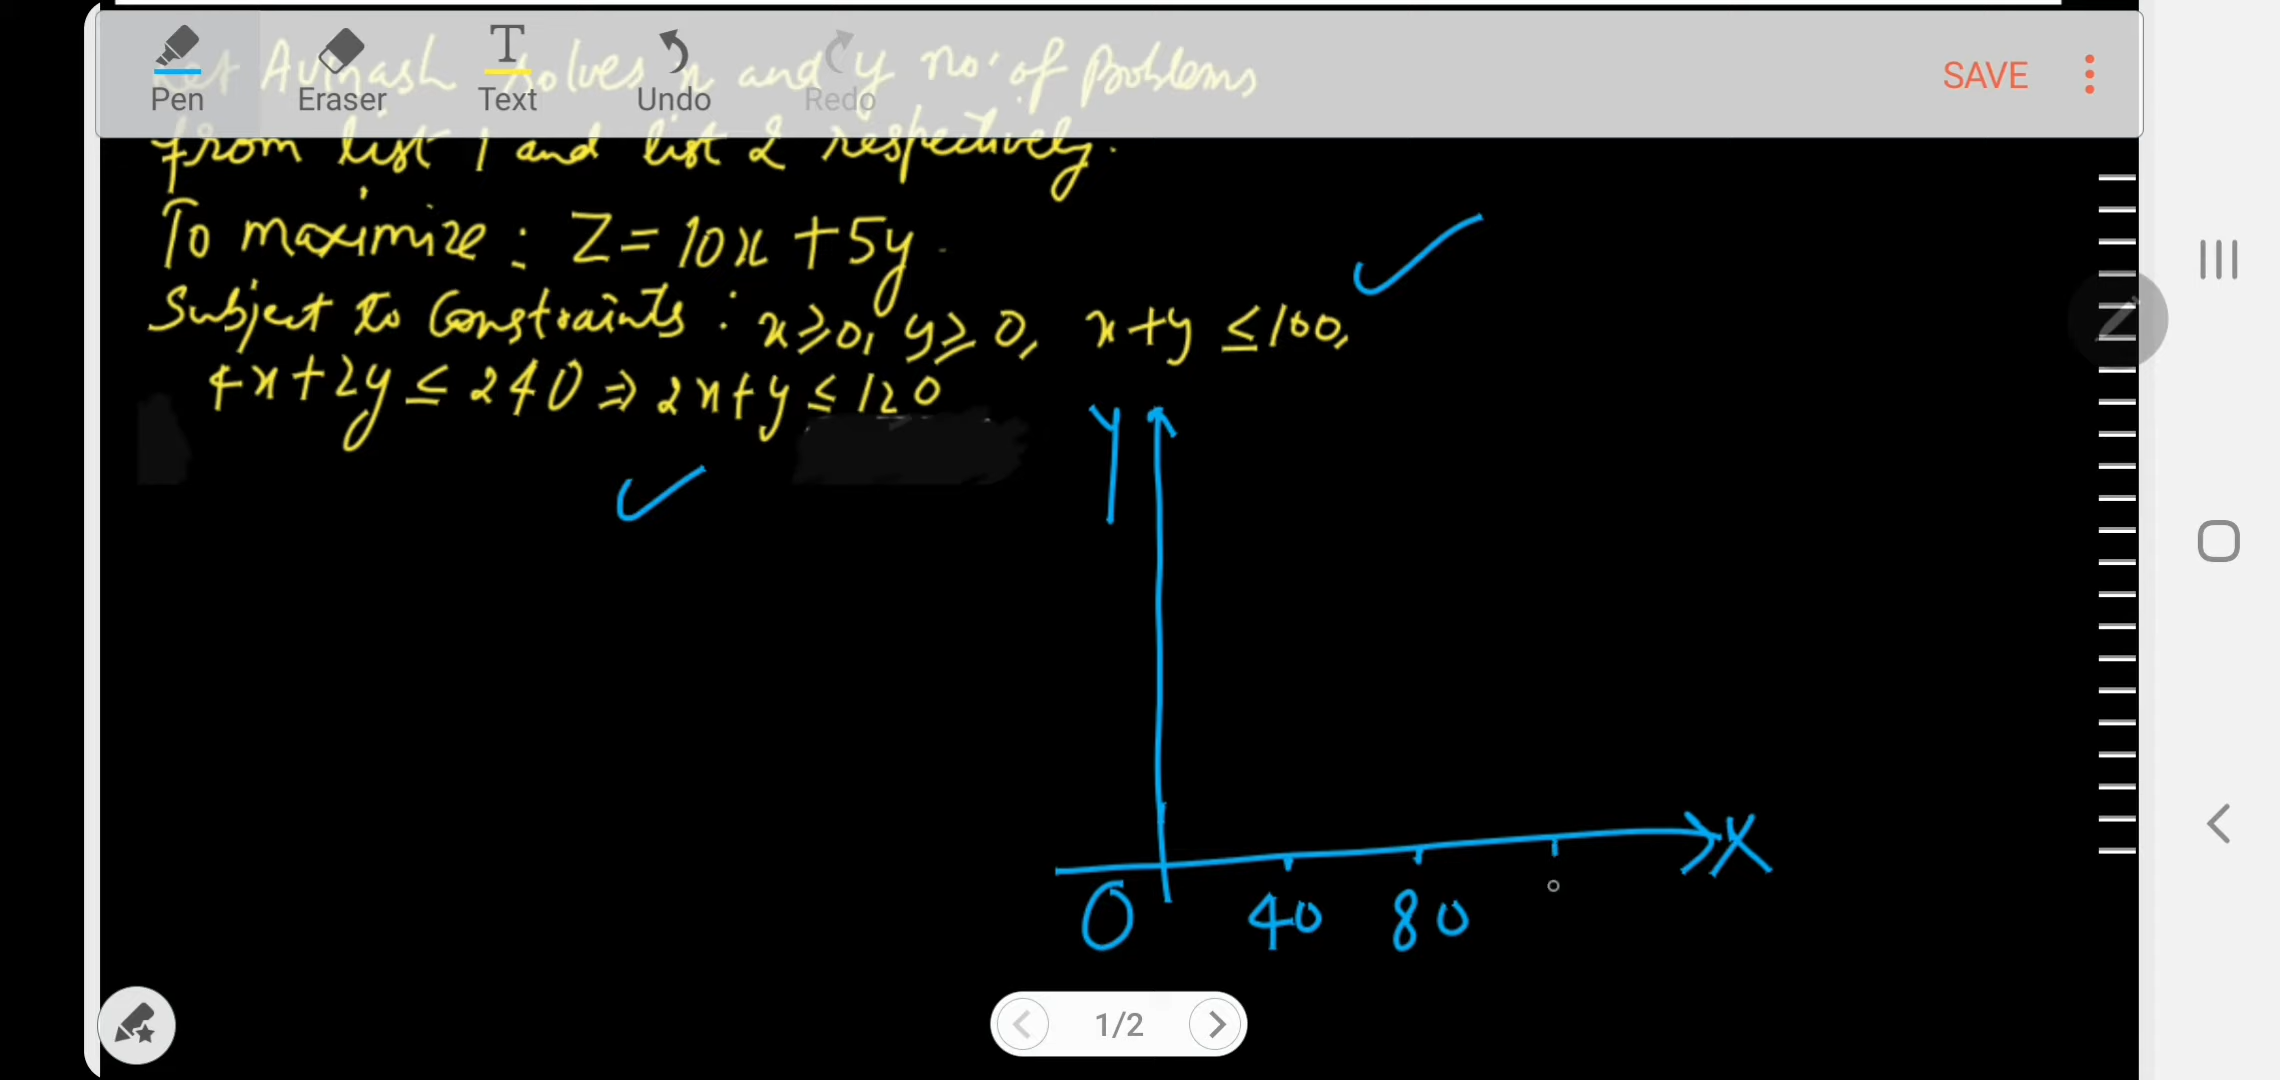 Let Avinash solves x and y no. of Problems
Pen Eraser Text Undo Redo SAVE
from list 1 and list 2 respectively.
To maximize: Z = 10x + 5y
Subject to Constraints: x ≥ 0, y ≥ 0, x + y ≤ 100,
4x + 2y ≤ 240 ⇒ 2x + y ≤ 120
Y
X
0 40 80
1/2